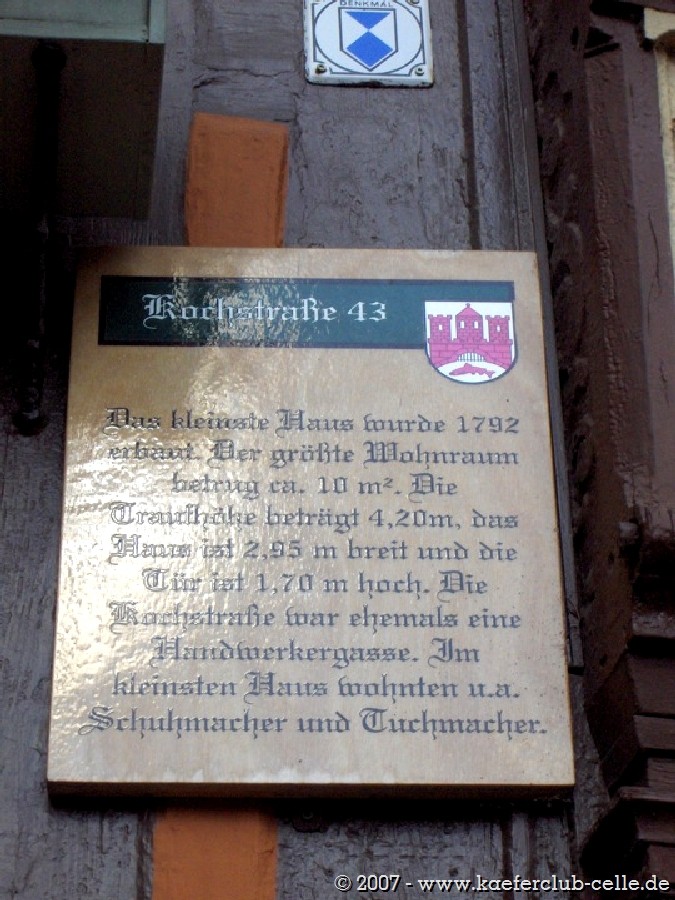 DENKMAL
Kochstraße 43
Das kleinste Haus wurde 1792
erbaut. Der größte Wohnraum
betrug ca. 10 m². Die
Traufhöhe beträgt 4,20m, das
Haus ist 2,95 m breit und die
Tür ist 1,70 m hoch. Die
Kochstraße war ehemals eine
Handwerkergasse. Im
kleinsten Haus wohnten u.a.
Schuhmacher und Tuchmacher.
© 2007 - www.kaeferclub-celle.de